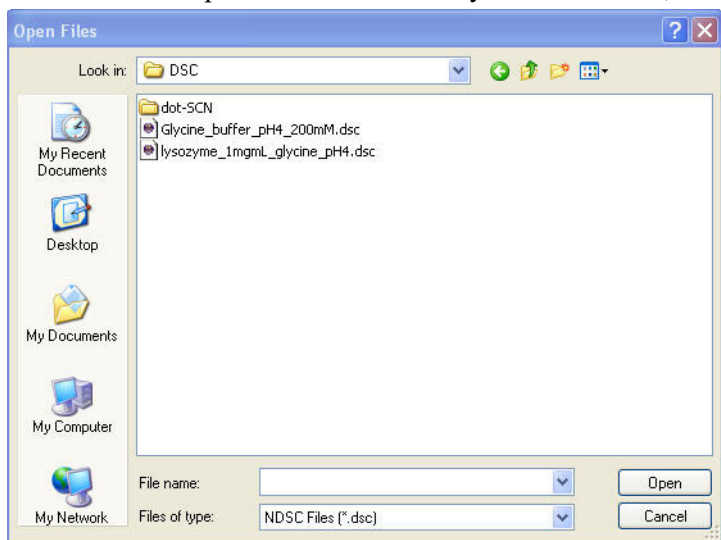 Open Files
Look in: DSC
dot-SCN
Glycine_buffer_pH4_200mM.dsc
lysozyme_1mgmL_glycine_pH4.dsc
My Recent
Documents
Desktop
My Documents
My Computer
My Network
File name:
Open
Files of type: NDSC Files (*.dsc)
Cancel